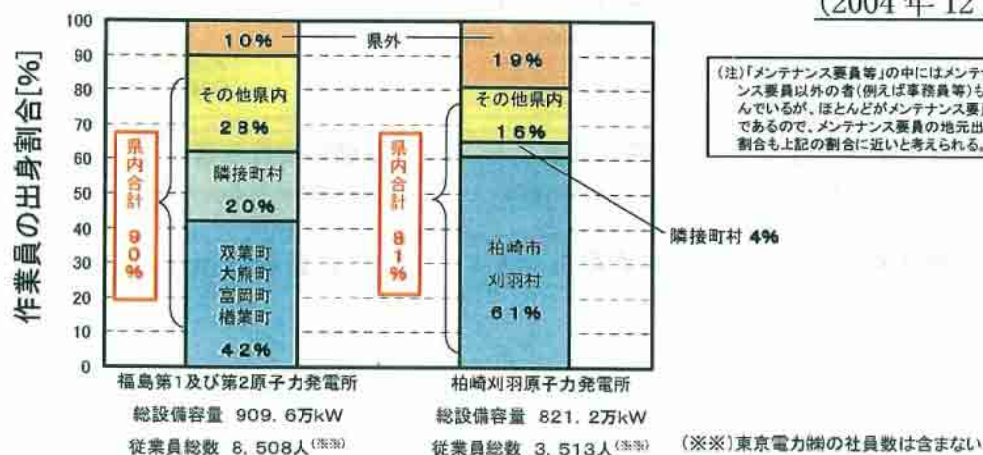 (2004 年 12
作業員の出身割合[%]
100
90
80
70
60
50
40
30
20
10
0
10%
県外
その他県内
28%
隣接町村
20%
双葉町
大熊町
富岡町
楢葉町
42%
県内合計 90%
19%
その他県内
16%
隣接町村 4%
柏崎市
刈羽村
61%
県内合計 81%
(注)「メンテナンス要員等」の中にはメンテナ
ンス要員以外の者(例えば事務員等)も
んでいるが、ほとんどがメンテナンス要員
であるので、メンテナンス要員の地元出
割合も上記の割合に近いと考えられる。
福島第1及び第2原子力発電所
総設備容量 909.6万kW
従業員総数 8,508人(※※)
柏崎刈羽原子力発電所
総設備容量 821.2万kW
従業員総数 3,513人(※※)
(※※)東京電力㈱の社員数は含まない